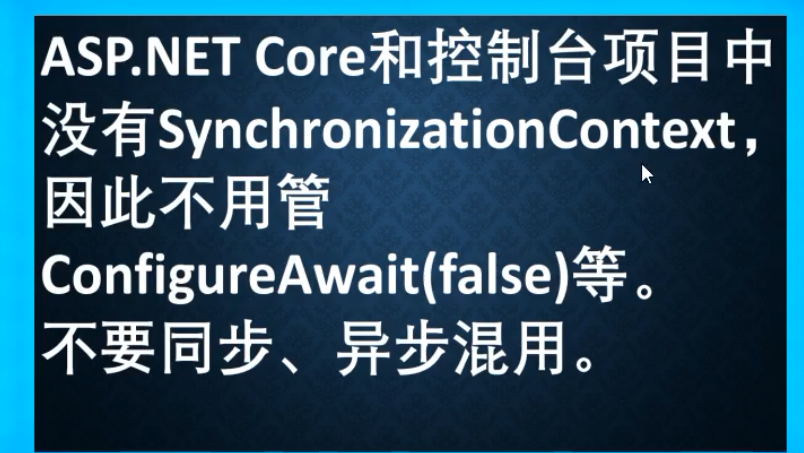 ASP.NET Core和控制台项目中
没有SynchronizationContext，
因此不用管
ConfigureAwait(false)等。
不要同步、异步混用。